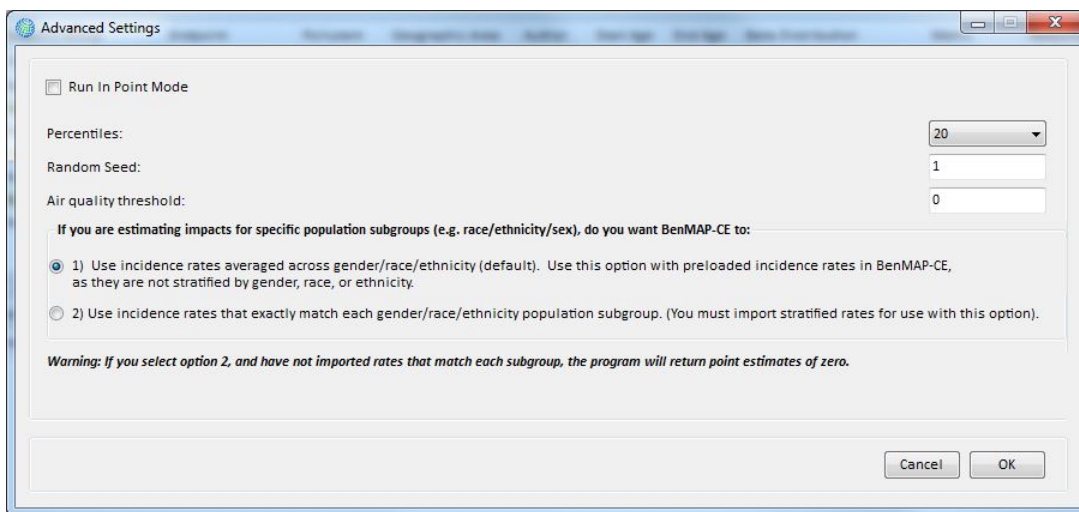 Advanced Settings
Run In Point Mode
Percentiles:
20
Random Seed:
1
Air quality threshold:
0
If you are estimating impacts for specific population subgroups (e.g. race/ethnicity/sex), do you want BenMAP-CE to:
1)  Use incidence rates averaged across gender/race/ethnicity (default).  Use this option with preloaded incidence rates in BenMAP-CE,
as they are not stratified by gender, race, or ethnicity.
2) Use incidence rates that exactly match each gender/race/ethnicity population subgroup. (You must import stratified rates for use with this option).
Warning: If you select option 2, and have not imported rates that match each subgroup, the program will return point estimates of zero.
Cancel
OK